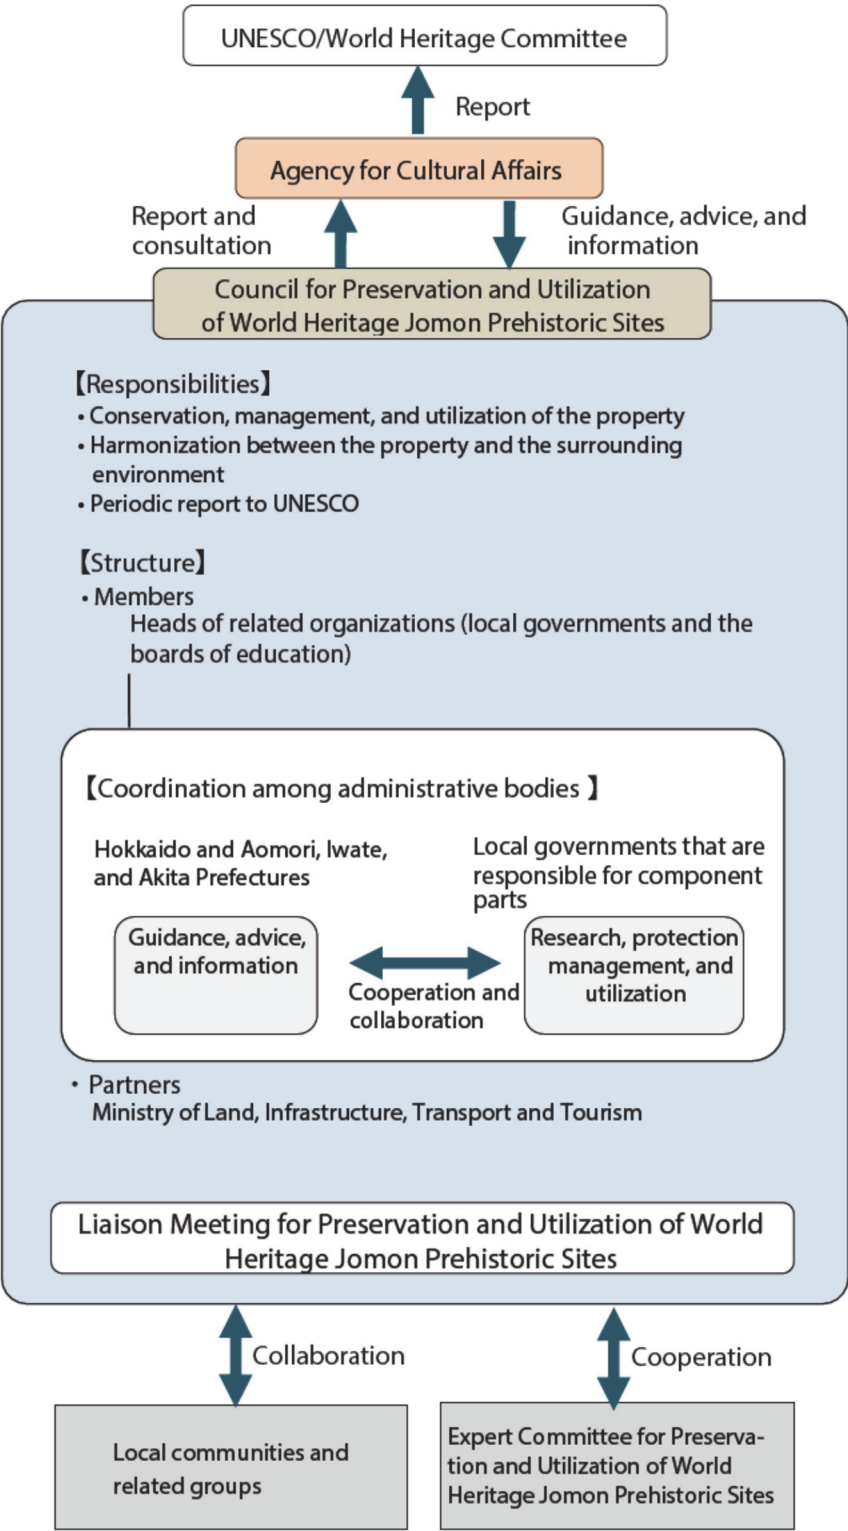 UNESCO/World Heritage Committee
Report
Agency for Cultural Affairs
Report and
consultation
Guidance, advice, and
information
Council for Preservation and Utilization
of World Heritage Jomon Prehistoric Sites
【Responsibilities】
・Conservation, management, and utilization of the property
・Harmonization between the property and the surrounding
environment
・Periodic report to UNESCO
【Structure】
・Members
Heads of related organizations (local governments and the
boards of education)
【Coordination among administrative bodies 】
Hokkaido and Aomori, Iwate,
and Akita Prefectures
Guidance, advice,
and information
Cooperation and
collaboration
Local governments that are
responsible for component
parts
Research, protection
management, and
utilization
・ Partners
Ministry of Land, Infrastructure, Transport and Tourism
Liaison Meeting for Preservation and Utilization of World
Heritage Jomon Prehistoric Sites
Collaboration
Cooperation
Local communities and
related groups
Expert Committee for Preserva-
tion and Utilization of World
Heritage Jomon Prehistoric Sites